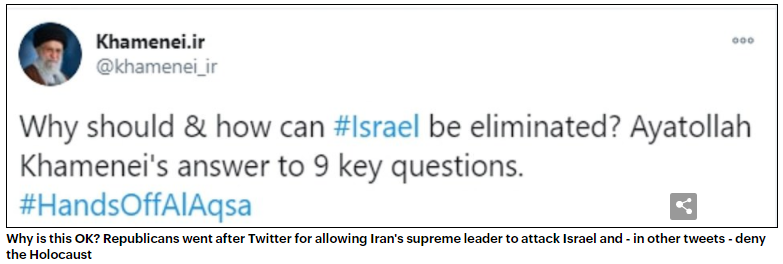 Khamenei.ir
@khamenei_ir
Why should & how can #Israel be eliminated? Ayatollah
Khamenei's answer to 9 key questions.
#HandsOffAlAqsa
Why is this OK? Republicans went after Twitter for allowing Iran's supreme leader to attack Israel and - in other tweets - deny
the Holocaust